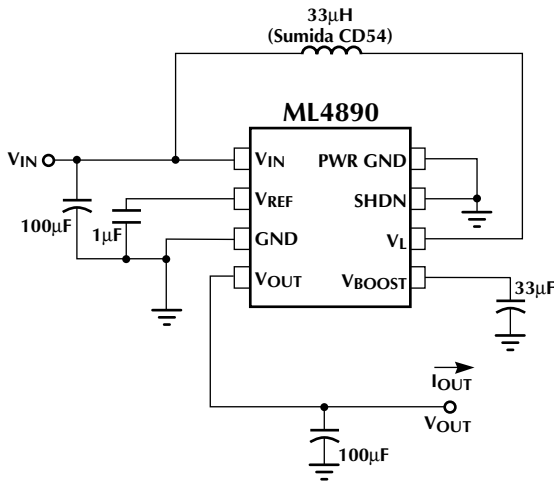 33µH
(Sumida CD54)
ML4890
VIN
VIN
PWR GND
VREF
SHDN
100µF
1µF
GND
VL
VOUT
VBOOST
33µF
IOUT
VOUT
100µF